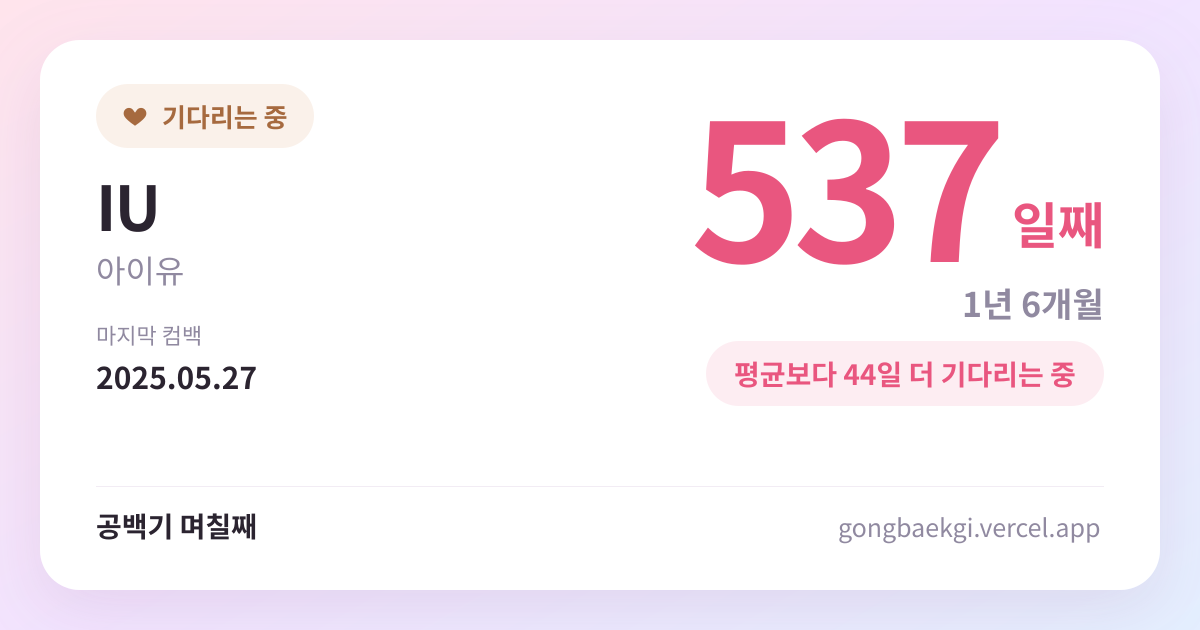 기다리는 중
IU
아이유
마지막 컴백
2025.05.27
537 일째
1년 6개월
평균보다 44일 더 기다리는 중
공백기 며칠째
gongbaekgi.vercel.app